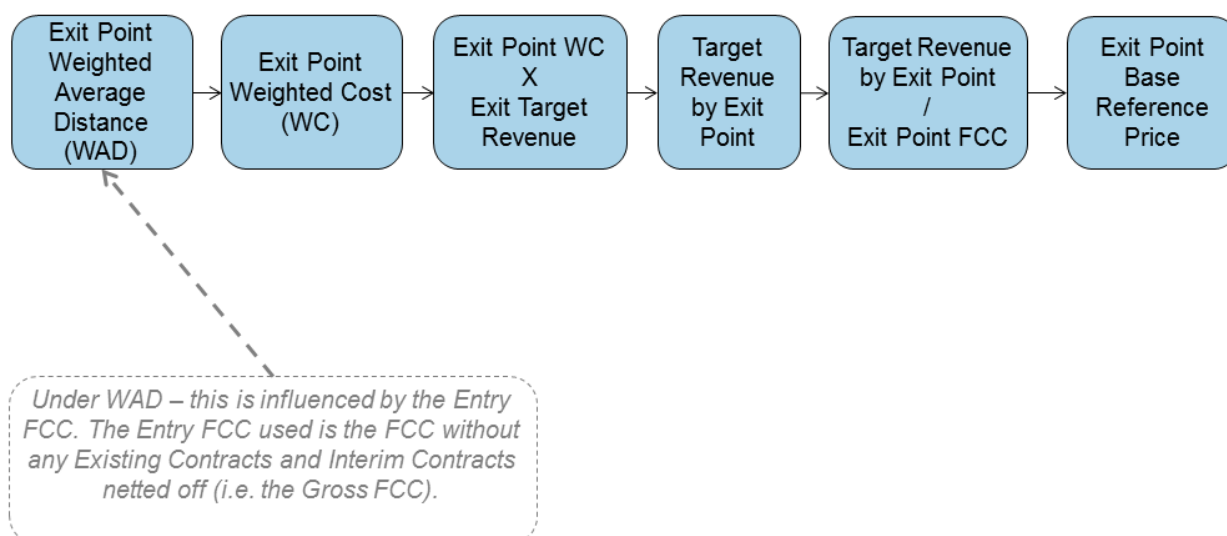 Exit Point
Weighted
Average
Distance
(WAD)
Exit Point
Weighted Cost
(WC)
Exit Point WC
X
Exit Target
Revenue
Target
Revenue
by Exit
Point
Target Revenue
by Exit Point
/
Exit Point FCC
Exit Point
Base
Reference
Price
Under WAD – this is influenced by the Entry
FCC. The Entry FCC used is the FCC without
any Existing Contracts and Interim Contracts
netted off (i.e. the Gross FCC).